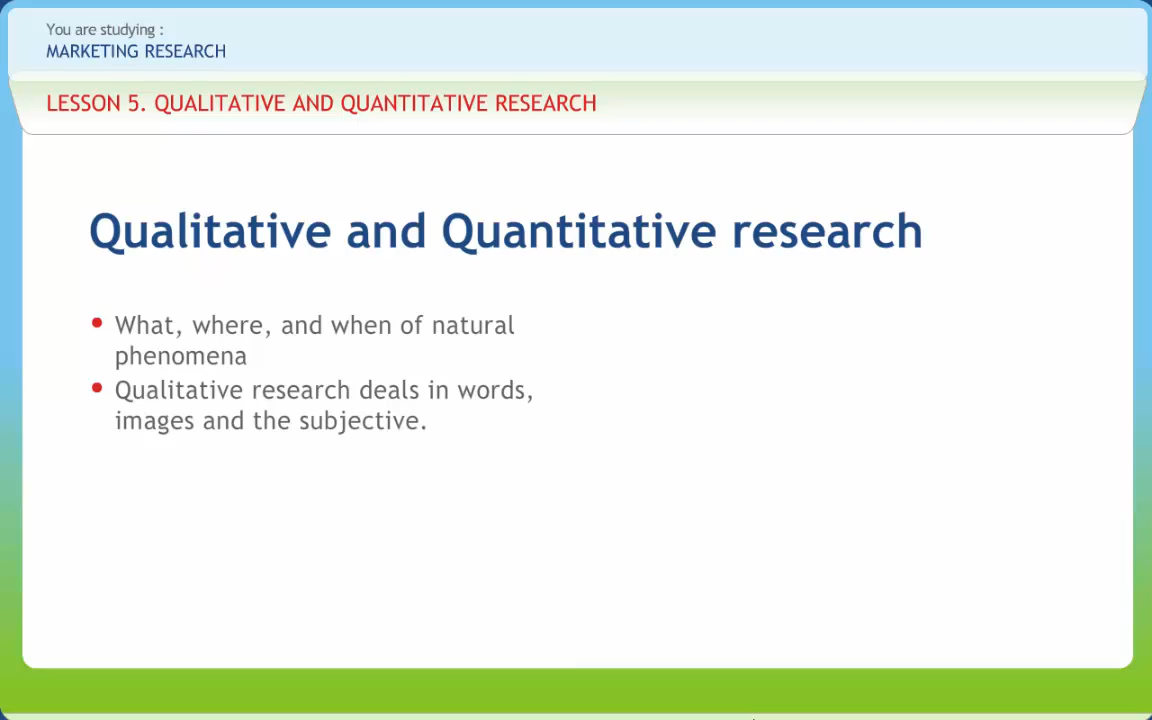 You are studying :
MARKETING RESEARCH
LESSON 5. QUALITATIVE AND QUANTITATIVE RESEARCH
Qualitative and Quantitative research
• What, where, and when of natural
phenomena
• Qualitative research deals in words,
images and the subjective.